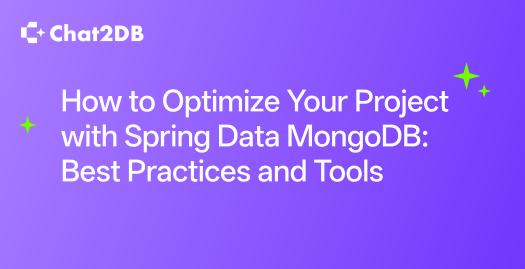 Chat2DB
How to Optimize Your Project
with Spring Data MongoDB:
Best Practices and Tools